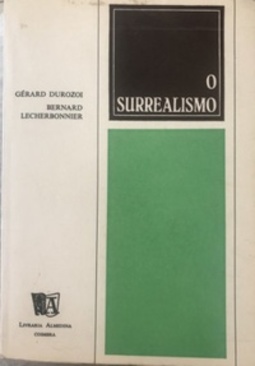 GÉRARD DUROZOI
BERNARD
LECHERBONNIER
O
SURREALISMO
LIVRARIA ALMEDINA
COIMBRA